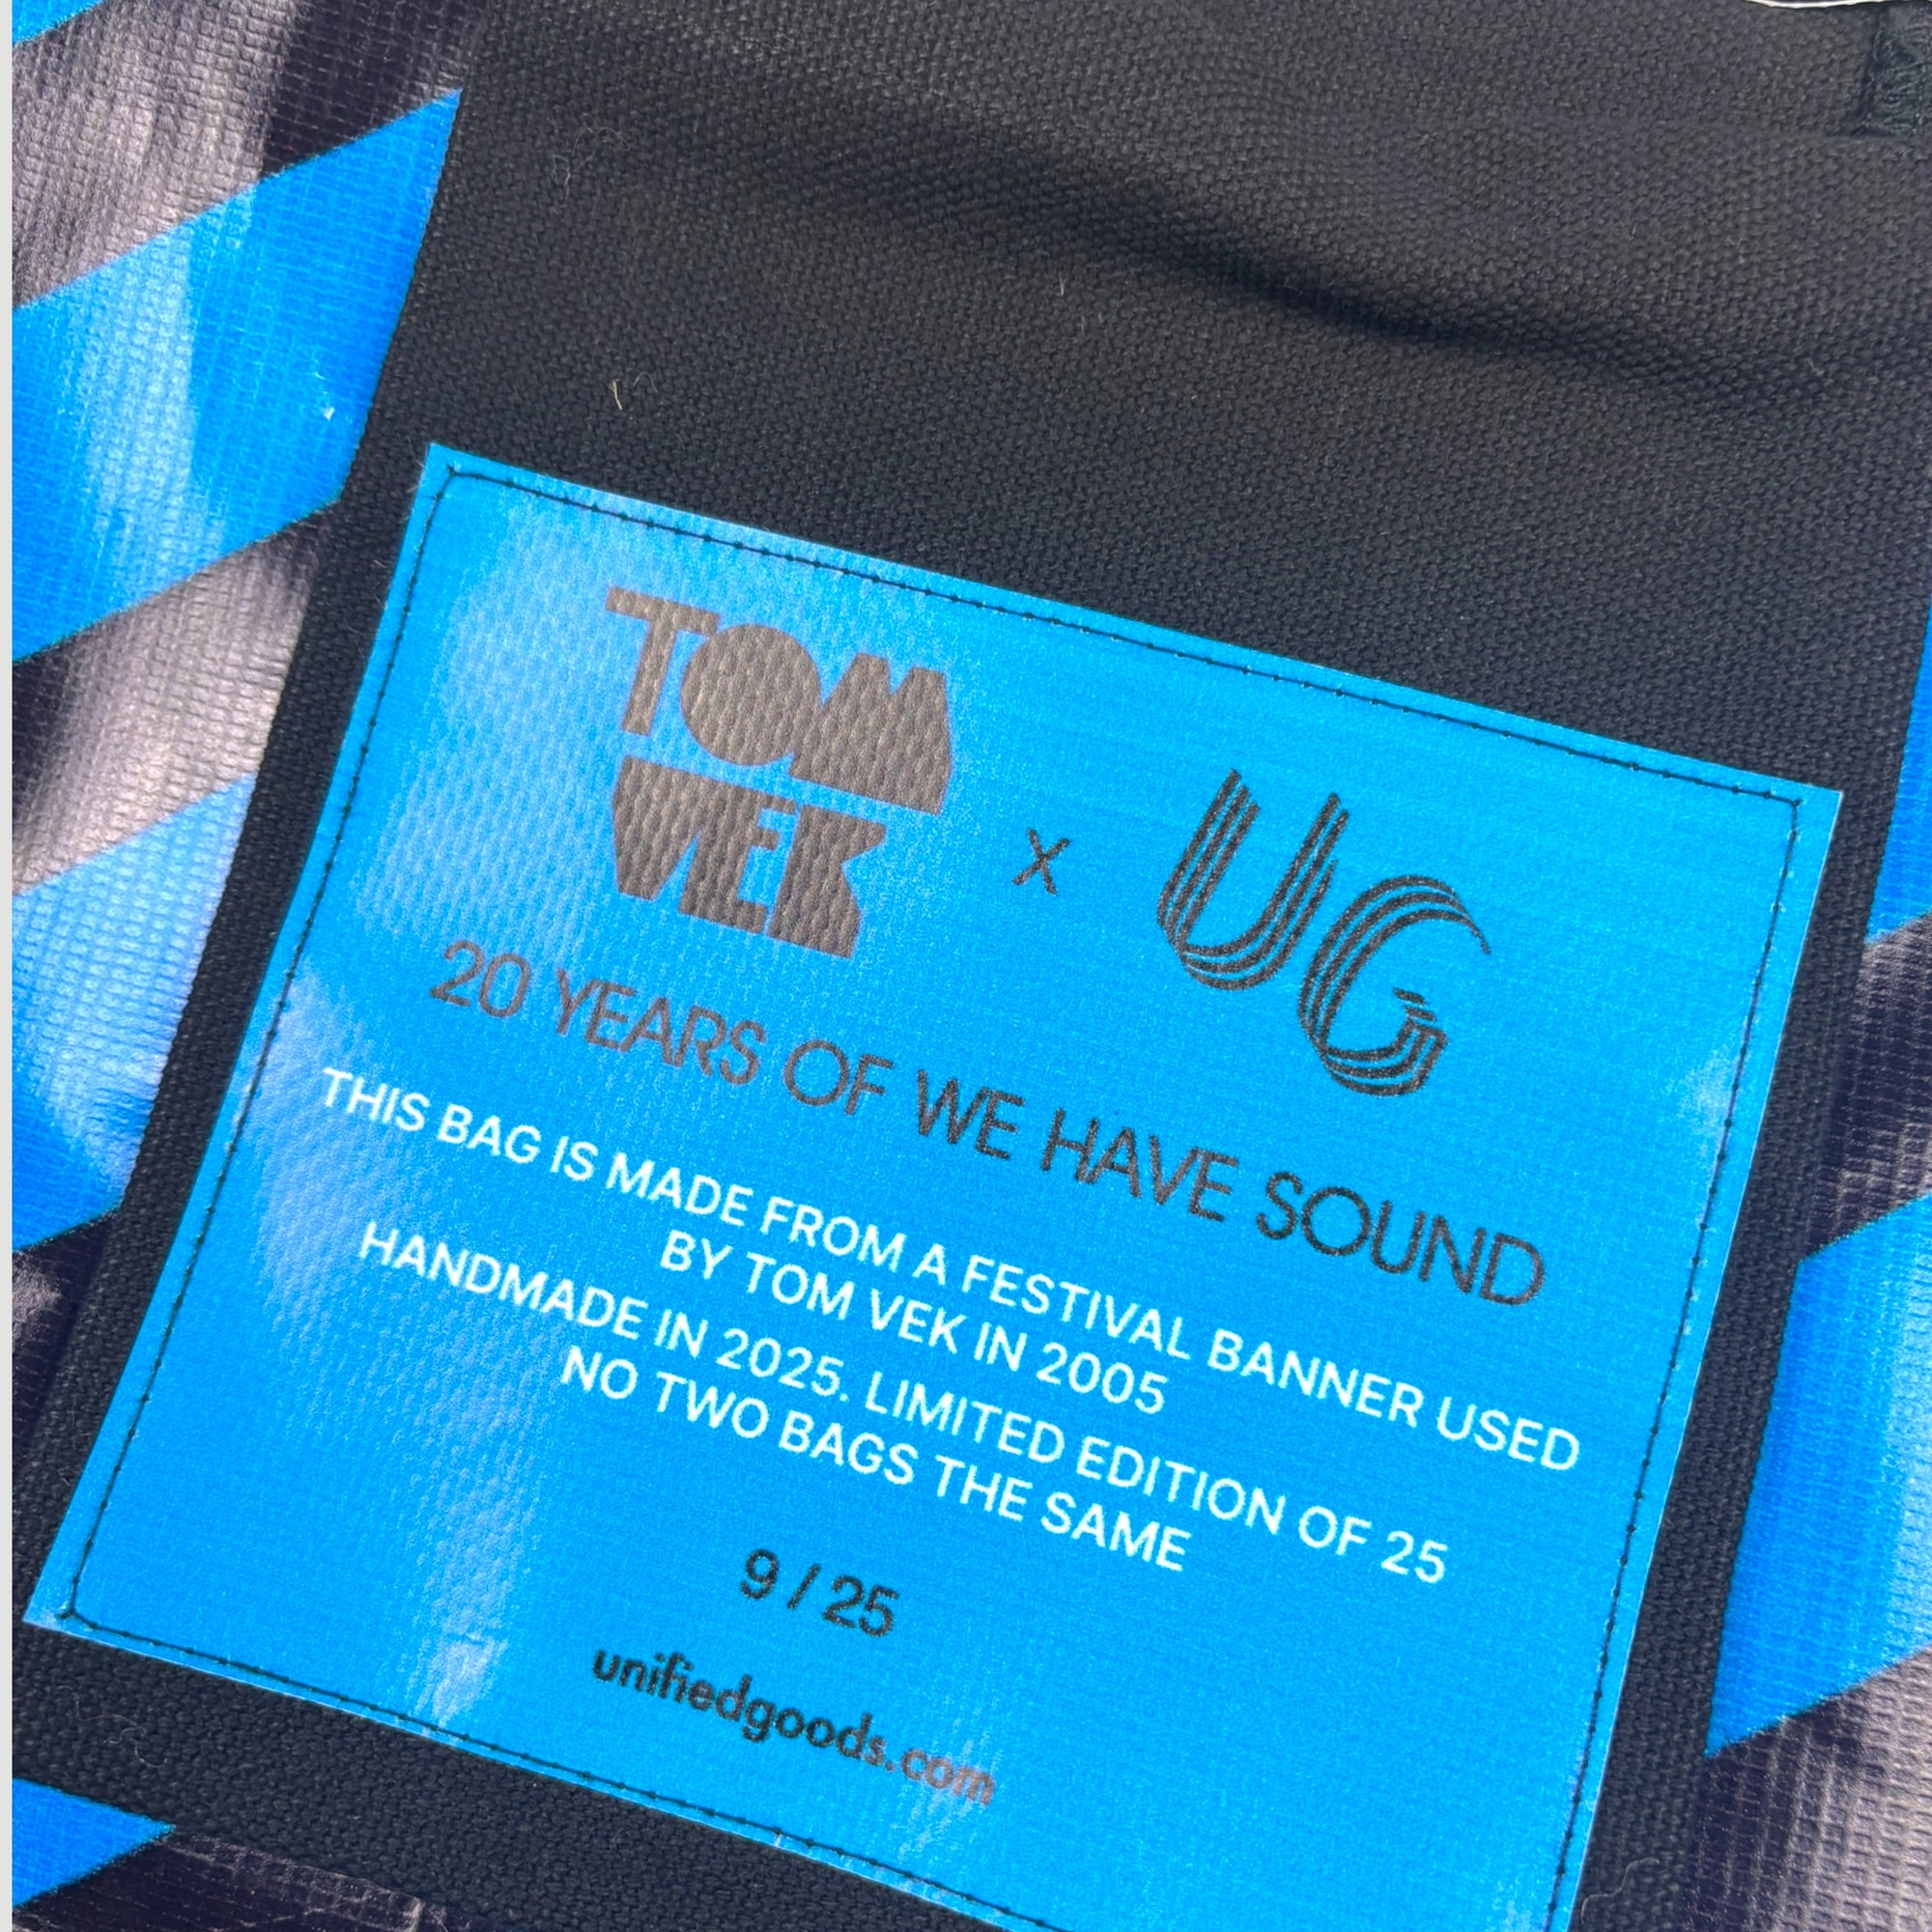 TOM
VEK
X
UG
20 YEARS OF WE HAVE SOUND
THIS BAG IS MADE FROM A FESTIVAL BANNER USED
BY TOM VEK IN 2005
HANDMADE IN 2025. LIMITED EDITION OF 25
NO TWO BAGS THE SAME
9 / 25
unifiedgoods.com